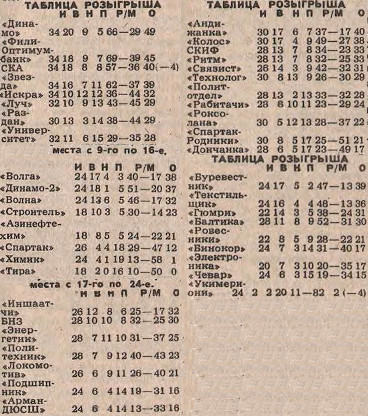 ТАБЛИЦА РОЗЫГРЫША
И В Н П Р/М О
«Дина-
мо» 34 20 9 5 66—29 49
«Фили-
Оптимум-
банк» 34 18 9 7 69—39 45
СКА 34 18 8 8 57—36 40(—4)
«Звез-
да» 34 16 7 11 62—37 38
«Искра» 34 10 12 12 36—44 32
«Луч» 32 10 9 13 43—45 29
«Раз-
дан» 30 13 3 14 38—44 29
«Универ-
ситет» 32 11 6 15 29—35 28
места с 9-го по 16-е.
И В Н П Р/М О
«Волга» 24 17 4 3 40—17 38
«Динамо-2» 24 18 1 5 51—20 37
«Волна» 24 13 6 5 46—17 32
«Строитель» 18 10 3 5 30—14 23
«Азинефте-
хим» 18 8 5 5 24—22 21
«Спартак» 26 4 4 18 29—47 12
«Химик» 24 4 1 19 13—58 1
«Тира» 18 2 0 16 10—50 0
места с 17-го по 24-е.
И В Н П Р/М О
«Иншаат-
чи» 26 12 8 6 25—17 32
БНЗ 28 10 10 8 32—25 30
«Энер-
гетик» 28 7 11 10 31—37 25
«Поли-
техник» 28 7 9 12 40—43 23
«Локомо-
тив» 26 6 9 11 26—40 21
«Подшип-
ник» 24 6 4 14 19—31 16
«Арман-
ДЮСШ» 24 6 4 14 13—33 16
ТАБЛИЦА РОЗЫГРЫША
И В Н П Р/М О
«Анди-
жанка» 30 17 6 7 37—17 40
«Колос» 30 17 4 9 49—27 38
СКИФ 28 13 7 8 34—23 33
«Ритм» 28 13 7 8 32—25 33
«Связист» 26 14 3 9 42—32 31
«Технолог» 30 8 13 9 26—30 29
«Полит-
отдел» 28 13 2 13 33—32 28
«Рабитачи» 28 8 10 11 23—29 24
«Росso-
лана» 30 5 12 13 28—37 22
«Спартак-
Родники» 30 8 5 17 25—51 21
«Дончанка» 28 6 5 17 23—49 17
ТАБЛИЦА РОЗЫГРЫША
И В Н П Р/М О
«Буревест-
ник» 24 17 5 2 47—13 39
«Текстиль-
щик» 24 16 4 4 48—13 36
«Гюмри» 22 14 3 5 38—24 31
«Балтика» 28 11 8 9 52—31 30
«Ровес-
ники» 22 8 5 9 28—22 21
«Винокор» 24 7 3 14 31—40 17
«Электро-
ника» 20 7 3 10 20—35 17
«Чевар» 24 6 3 15 19—34 15
«Укимери-
они» 24 2 2 20 11—82 2 (—4)